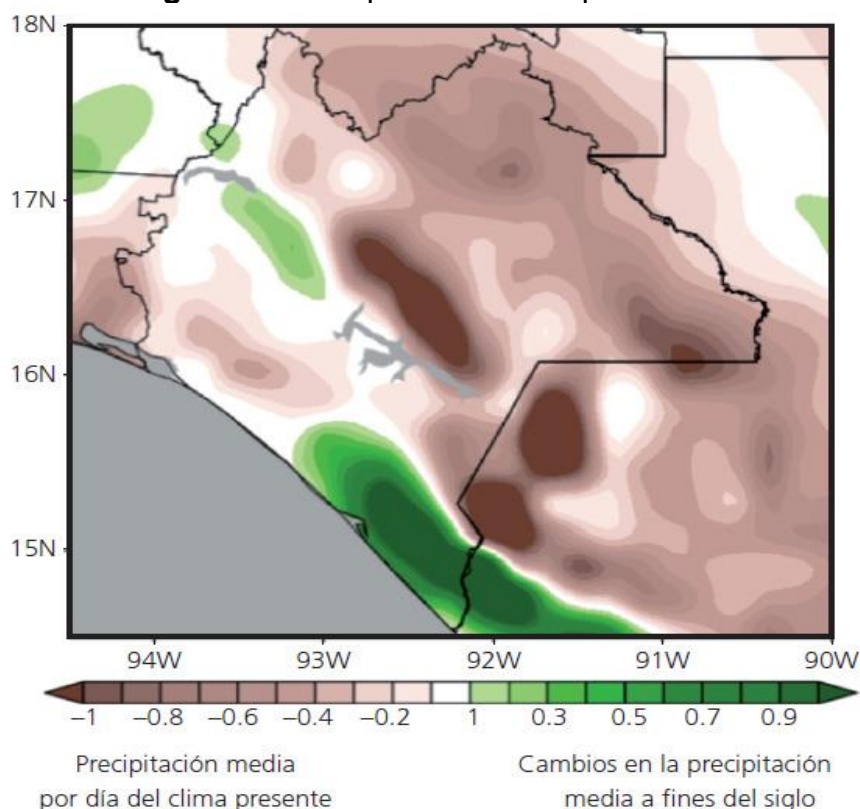 18N
17N
16N
15N
94W 93W 92W 91W 90W
−1 −0.8 −0.6 −0.4 −0.2 1 0.3 0.5 0.7 0.9
Precipitación media
por día del clima presente
Cambios en la precipitación
media a fines del siglo